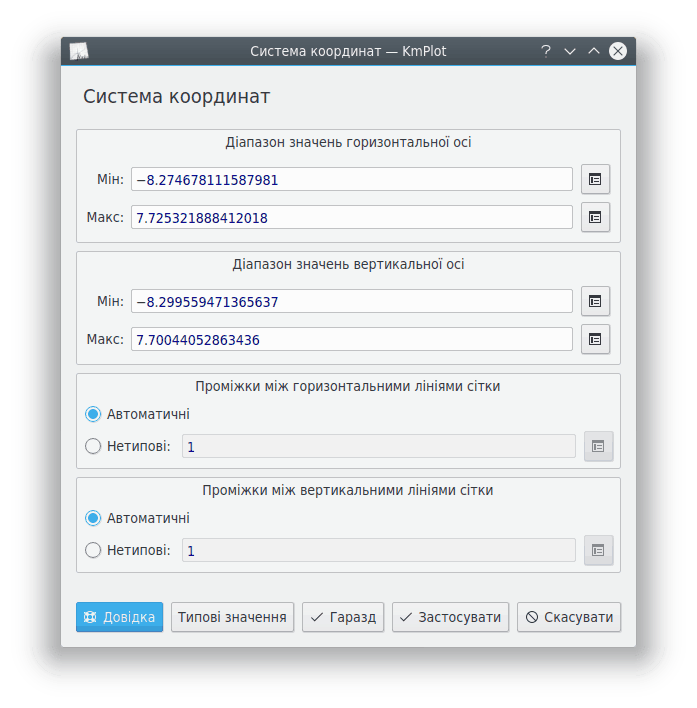 Система координат — KmPlot
Система координат
Діапазон значень горизонтальної осі
Мін: −8.274678111587981
Макс: 7.725321888412018
Діапазон значень вертикальної осі
Мін: −8.299559471365637
Макс: 7.70044052863436
Проміжки між горизонтальними лініями сітки
Автоматичні
Нетипові: 1
Проміжки між вертикальними лініями сітки
Автоматичні
Нетипові: 1
Довідка Типові значення Гаразд Застосувати Скасувати